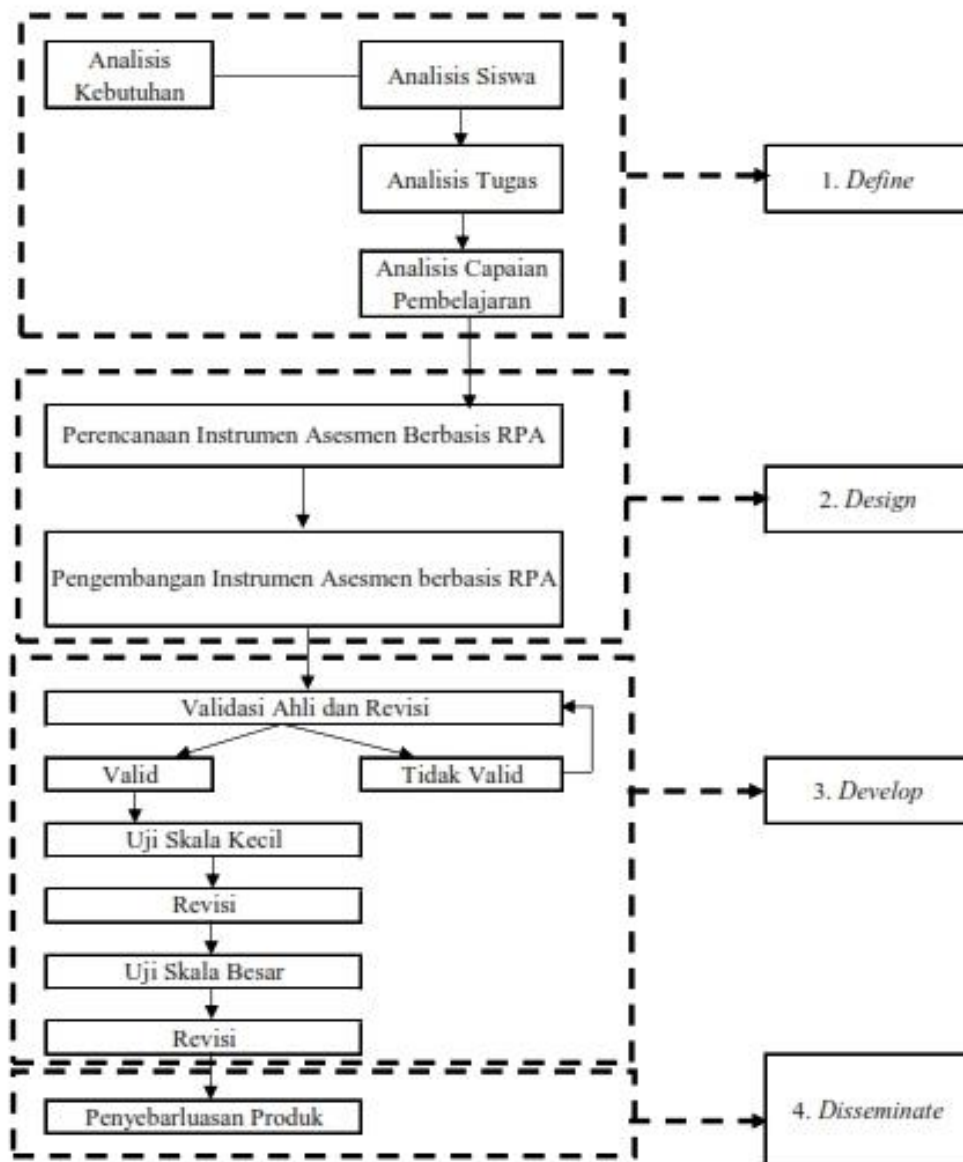 Analisis
Kebutuhan
Analisis Siswa
Analisis Tugas
Analisis Capaian
Pembelajaran
1. Define
Perencanaan Instrumen Asesmen Berbasis RPA
Pengembangan Instrumen Asesmen berbasis RPA
2. Design
Validasi Ahli dan Revisi
Valid
Tidak Valid
Uji Skala Kecil
Revisi
Uji Skala Besar
Revisi
3. Develop
Penyebarluasan Produk
4. Disseminate